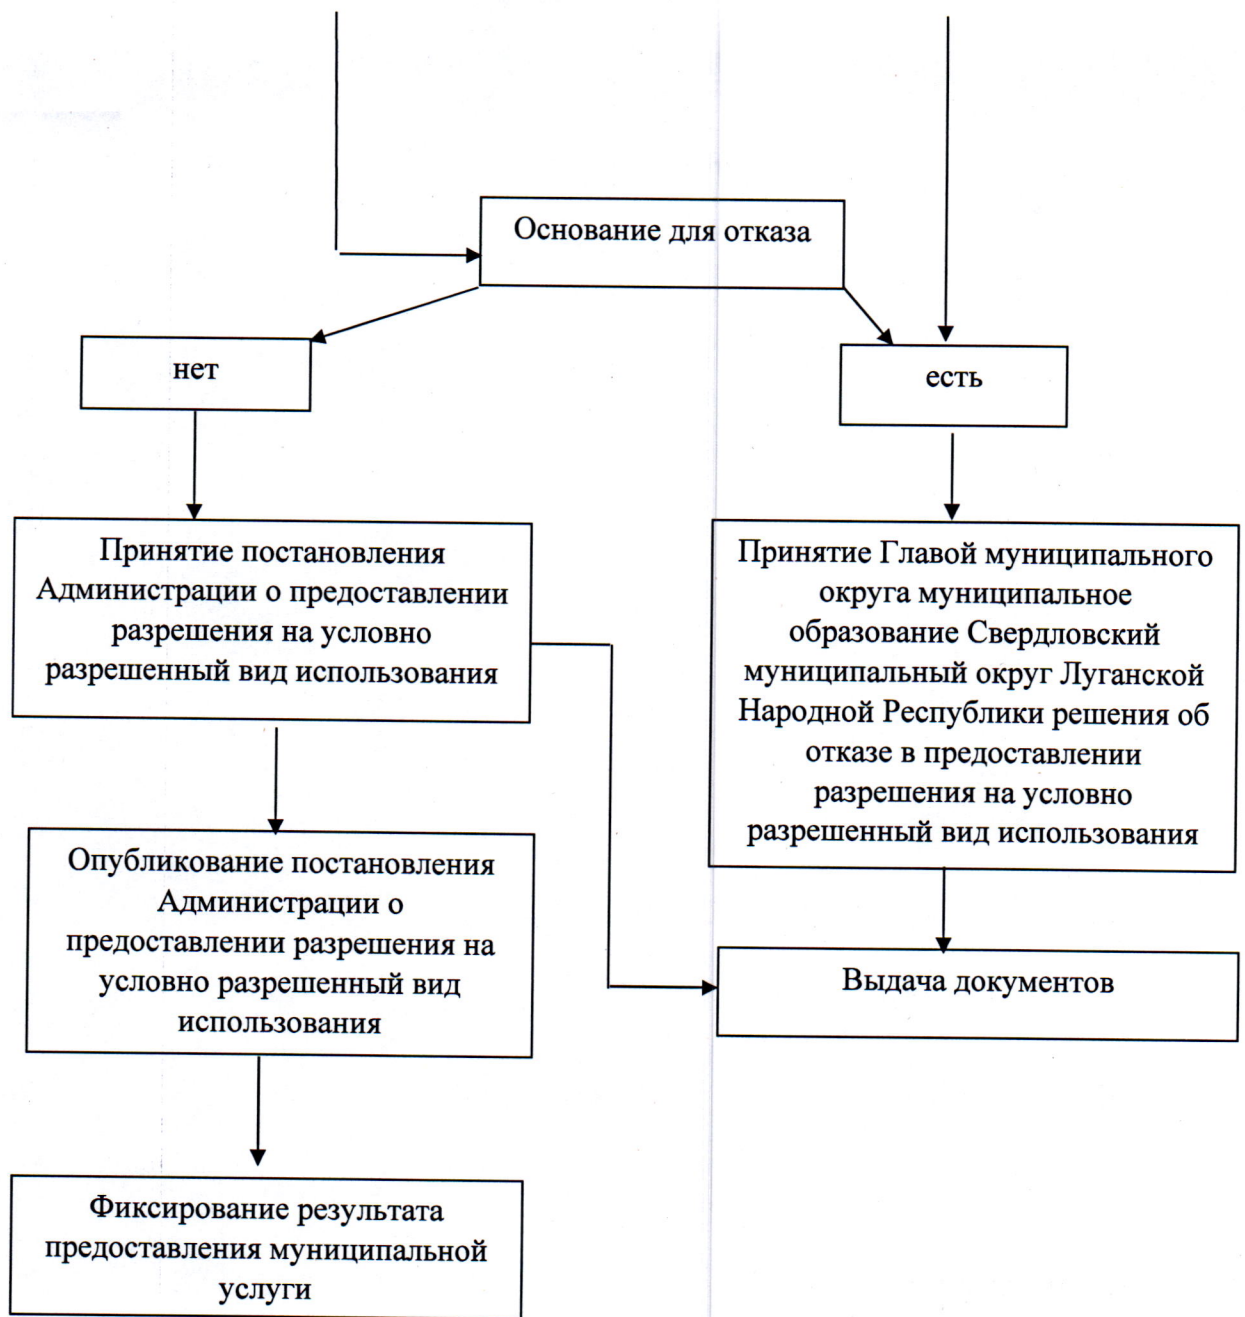 Основание для отказа
нет
есть
Принятие постановления
Администрации о предоставлении
разрешения на условно
разрешенный вид использования
Принятие Главой муниципального
округа муниципальное
образование Свердловский
муниципальный округ Луганской
Народной Республики решения об
отказе в предоставлении
разрешения на условно
разрешенный вид использования
Опубликование постановления
Администрации о
предоставлении разрешения на
условно разрешенный вид
использования
Выдача документов
Фиксирование результата
предоставления муниципальной
услуги